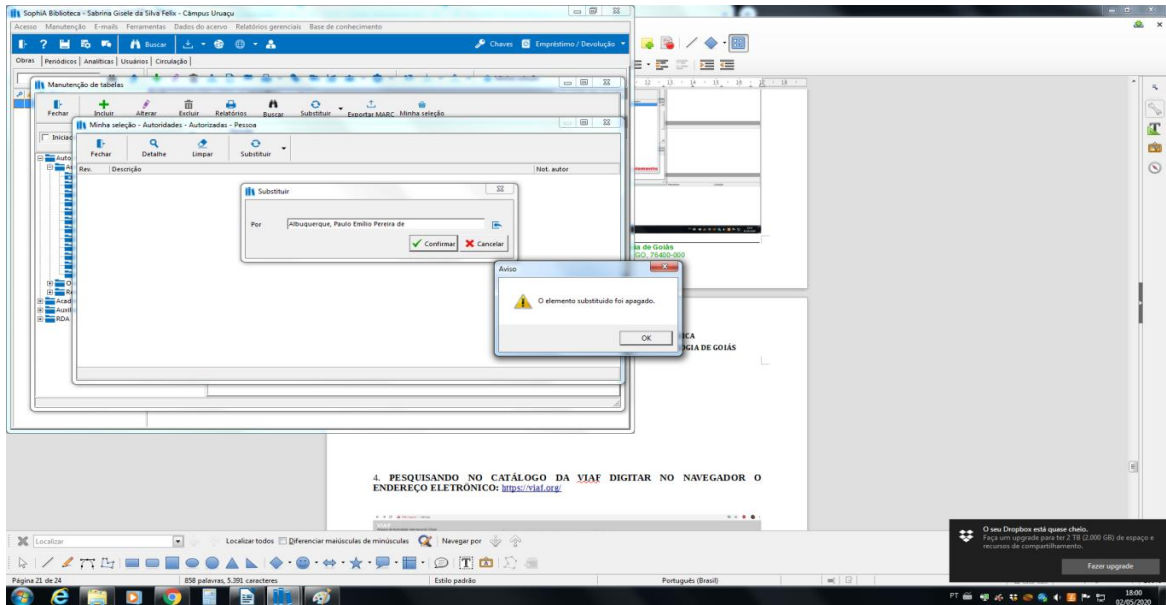 SophiA Biblioteca - Sabrina Gisele da Silva Felix - Câmpus Uruaçu
Acesso Manutenção E-mails Ferramentas Dados do acervo Relatórios gerenciais Base de conhecimento
Buscar Chaves Empréstimo / Devolução
Obras Periódicos Analíticas Usuários Circulação
Manutenção de tabelas
Fechar Incluir Alterar Excluir Relatórios Buscar Substituir Exportar MARC Minha seleção
Minha seleção - Autoridades - Autorizadas - Pessoa
Fechar Detalhe Limpar Substituir
Rev. Descrição Not. autor
Substituir
Por Albuquerque, Paulo Emílio Pereira de
Confirmar Cancelar
Aviso
O elemento substituído foi apagado.
OK
RDA
ia de Goiás
GO, 76400-000
ICA
OGIA DE GOIÁS
4. PESQUISANDO NO CATÁLOGO DA VIAF DIGITAR NO NAVEGADOR O
ENDEREÇO ELETRÔNICO: https://viaf.org/
Localizar Localizar todos Diferenciar maiúsculas de minúsculas Navegar por
Página 21 de 24 858 palavras, 5.391 caracteres Estilo padrão Português (Brasil)
O seu Dropbox está quase cheio.
Faça um upgrade para ter 2 TB (2.000 GB) de espaço e
recursos de compartilhamento.
Fazer upgrade
PT 18:00
02/05/2020